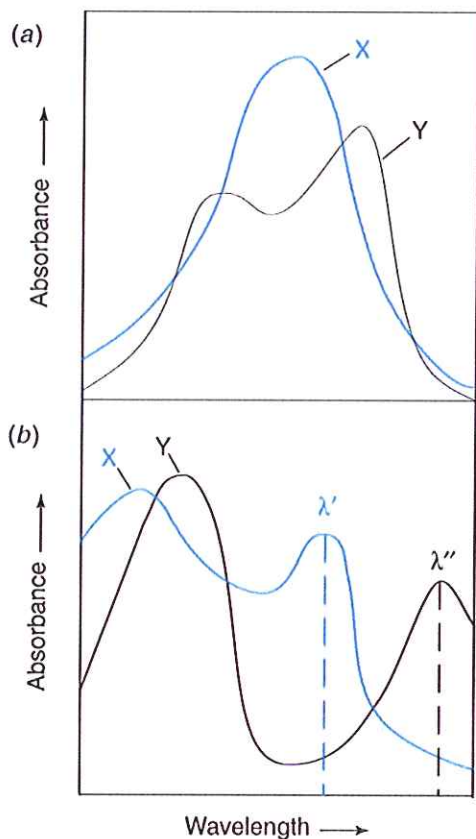 (a)
X
Y
Absorbance →
(b)
X
Y
λ′
λ″
Absorbance →
Wavelength →